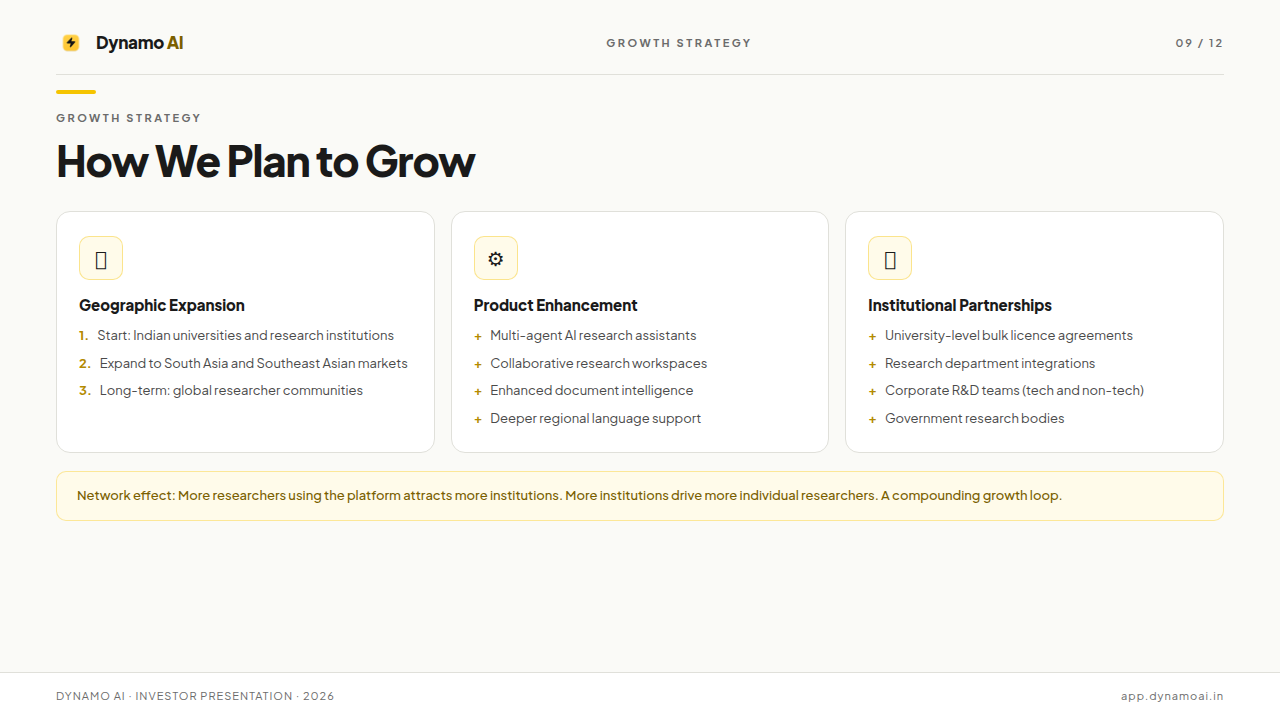 Dynamo AI
GROWTH STRATEGY
09 / 12
GROWTH STRATEGY
How We Plan to Grow
Geographic Expansion
1. Start: Indian universities and research institutions
2. Expand to South Asia and Southeast Asian markets
3. Long-term: global researcher communities
Product Enhancement
+ Multi-agent AI research assistants
+ Collaborative research workspaces
+ Enhanced document intelligence
+ Deeper regional language support
Institutional Partnerships
+ University-level bulk licence agreements
+ Research department integrations
+ Corporate R&D teams (tech and non-tech)
+ Government research bodies
Network effect: More researchers using the platform attracts more institutions. More institutions drive more individual researchers. A compounding growth loop.
DYNAMO AI · INVESTOR PRESENTATION · 2026
app.dynamoai.in